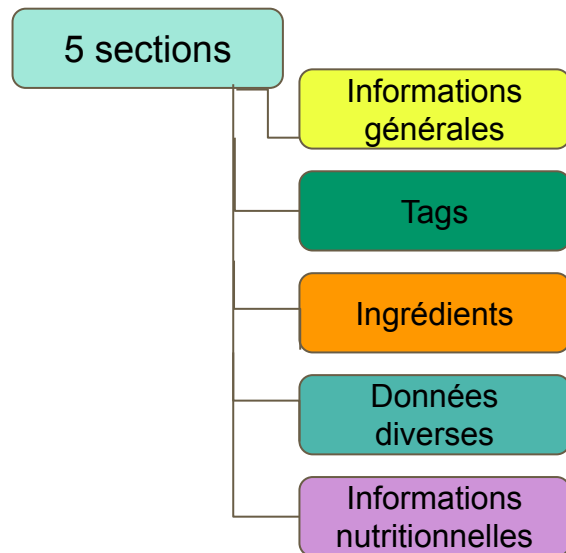 5 sections
Informations
générales
Tags
Ingrédients
Données
diverses
Informations
nutritionnelles